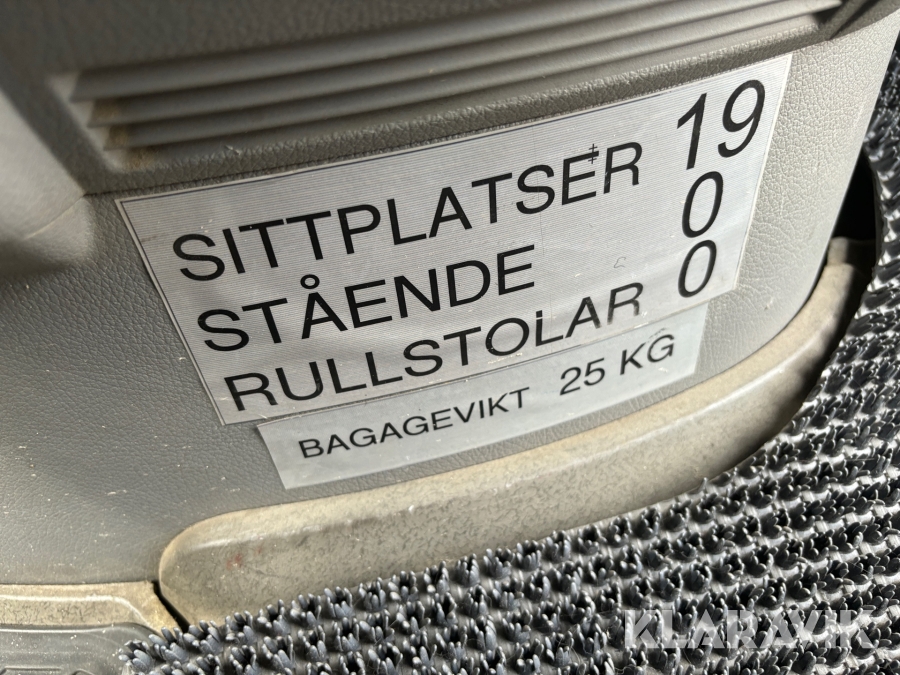 SITTPLATSER 19
STÅENDE 0
RULLSTOLAR 0
BAGAGEVIKT 25 KG
KLARAVIK